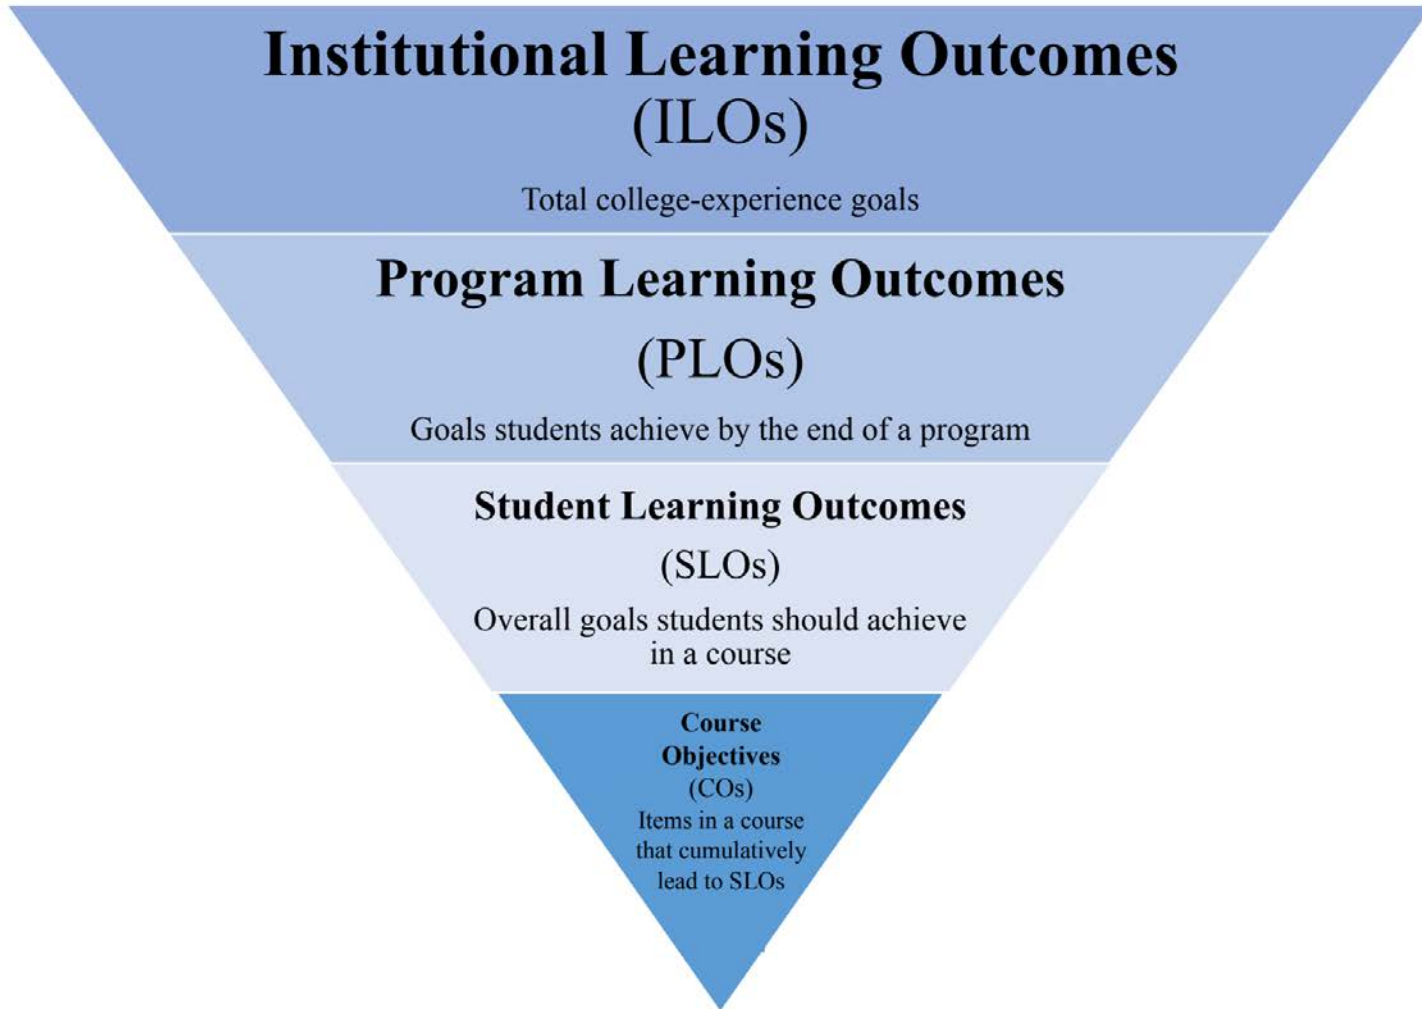 Institutional Learning Outcomes
(ILOs)
Total college-experience goals
Program Learning Outcomes
(PLOs)
Goals students achieve by the end of a program
Student Learning Outcomes
(SLOs)
Overall goals students should achieve
in a course
Course
Objectives
(COs)
Items in a course
that cumulatively
lead to SLOs